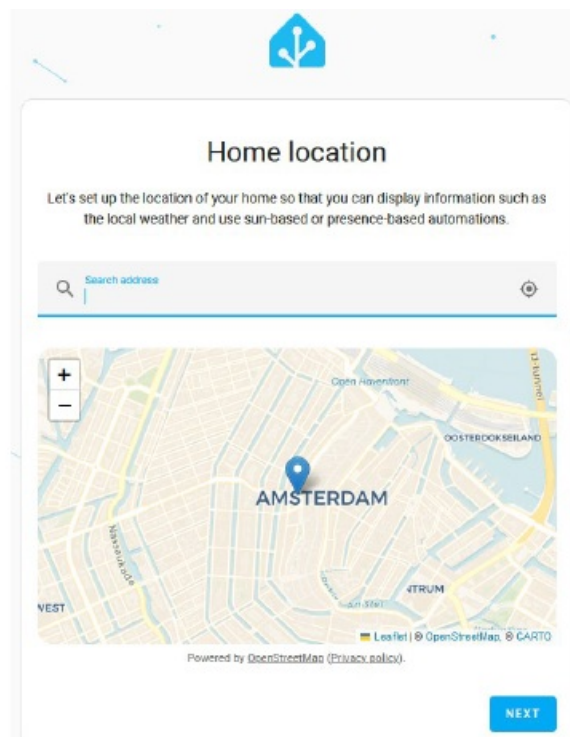 Home location
Let's set up the location of your home so that you can display information such as
the local weather and use sun-based or presence-based automations.
Search address
+
−
Open Havenfront
IJ-tunnel
OOSTERDOKSEILAND
AMSTERDAM
Nassaukade
NTRUM
WEST
Leaflet | © OpenStreetMap, © CARTO
Powered by OpenStreetMap (Privacy policy).
NEXT